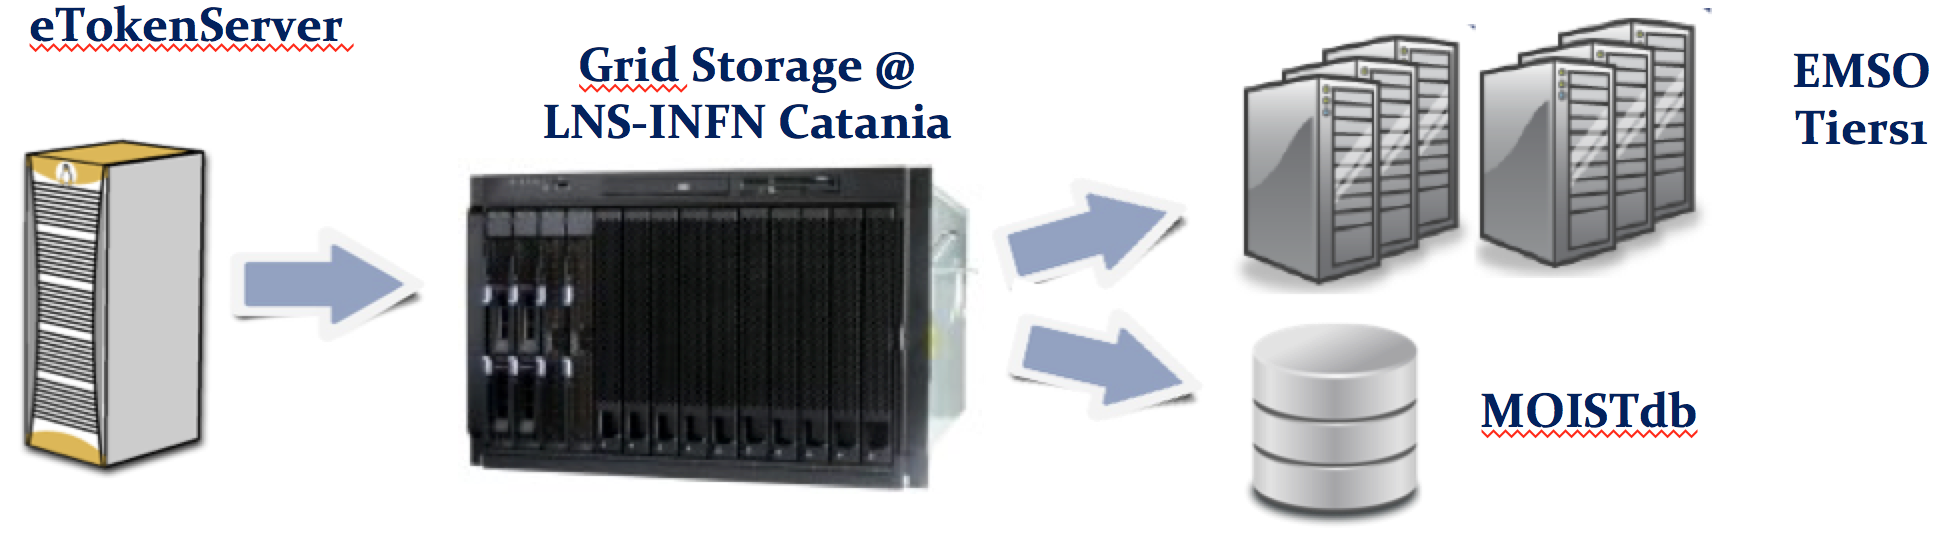 eTokenServer
Grid Storage @
LNS-INFN Catania
EMSO
Tiers1
MOISTdb